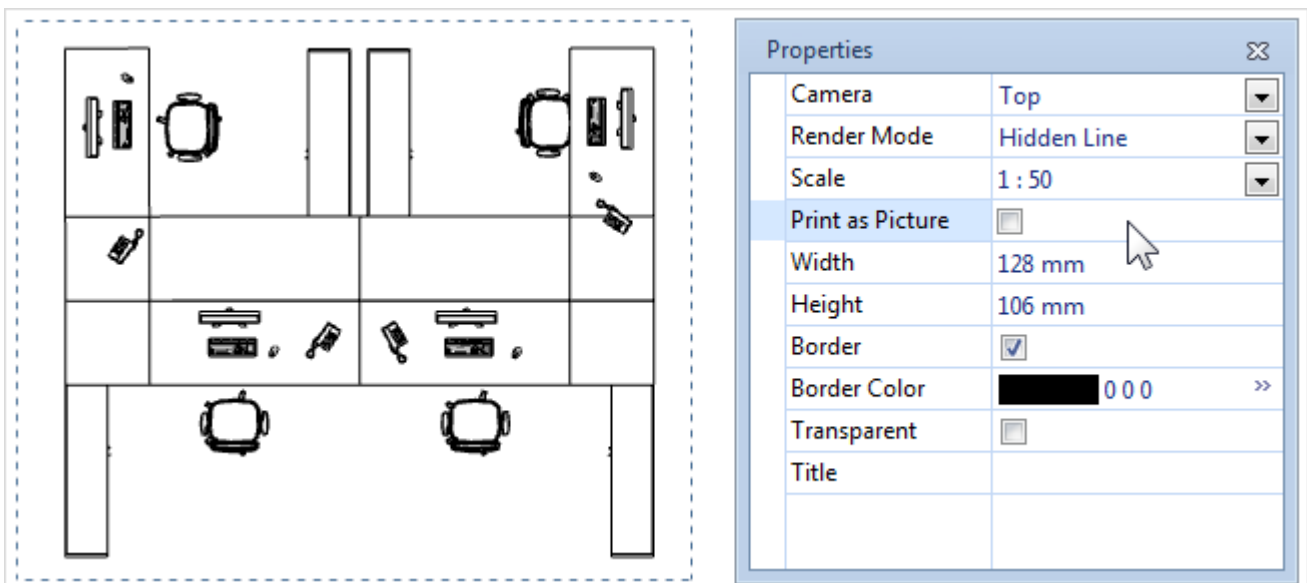 Properties
Camera Top
Render Mode Hidden Line
Scale 1 : 50
Print as Picture
Width 128 mm
Height 106 mm
Border
Border Color 0 0 0 »
Transparent
Title